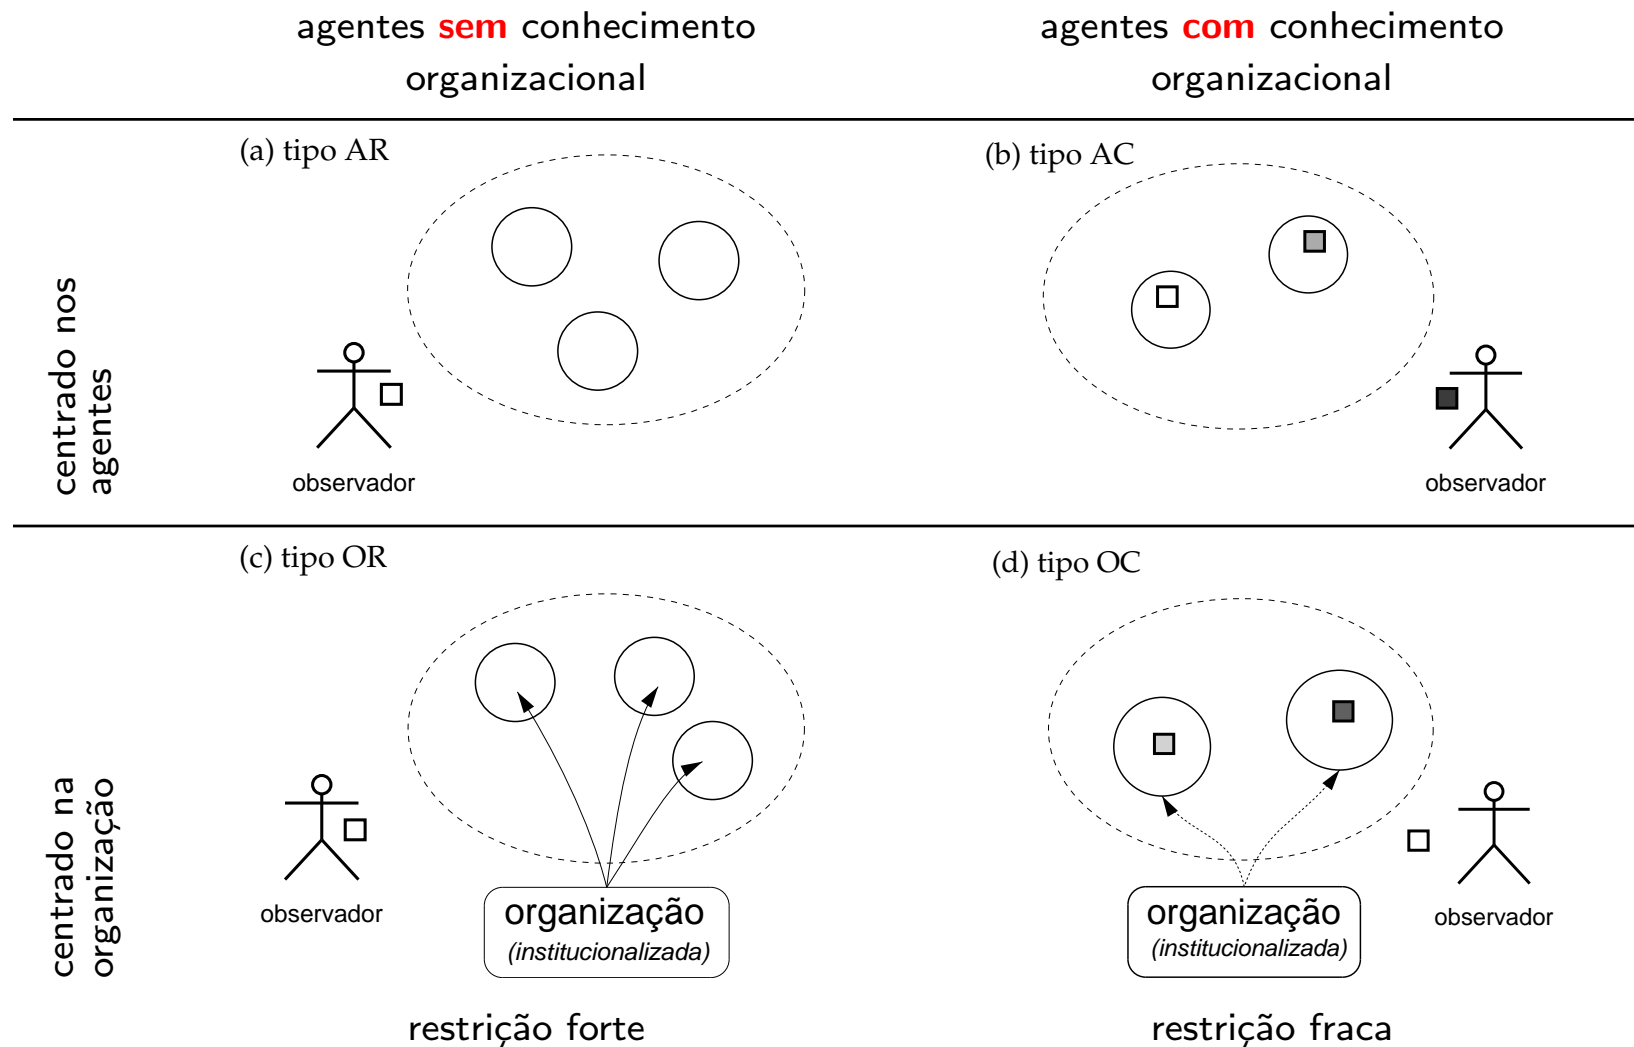 agentes sem conhecimento
organizacional
agentes com conhecimento
organizacional
centrado nos
agentes
(a) tipo AR
observador
(b) tipo AC
observador
centrado na
organização
(c) tipo OR
observador
organização
(institucionalizada)
restrição forte
(d) tipo OC
organização
(institucionalizada)
observador
restrição fraca